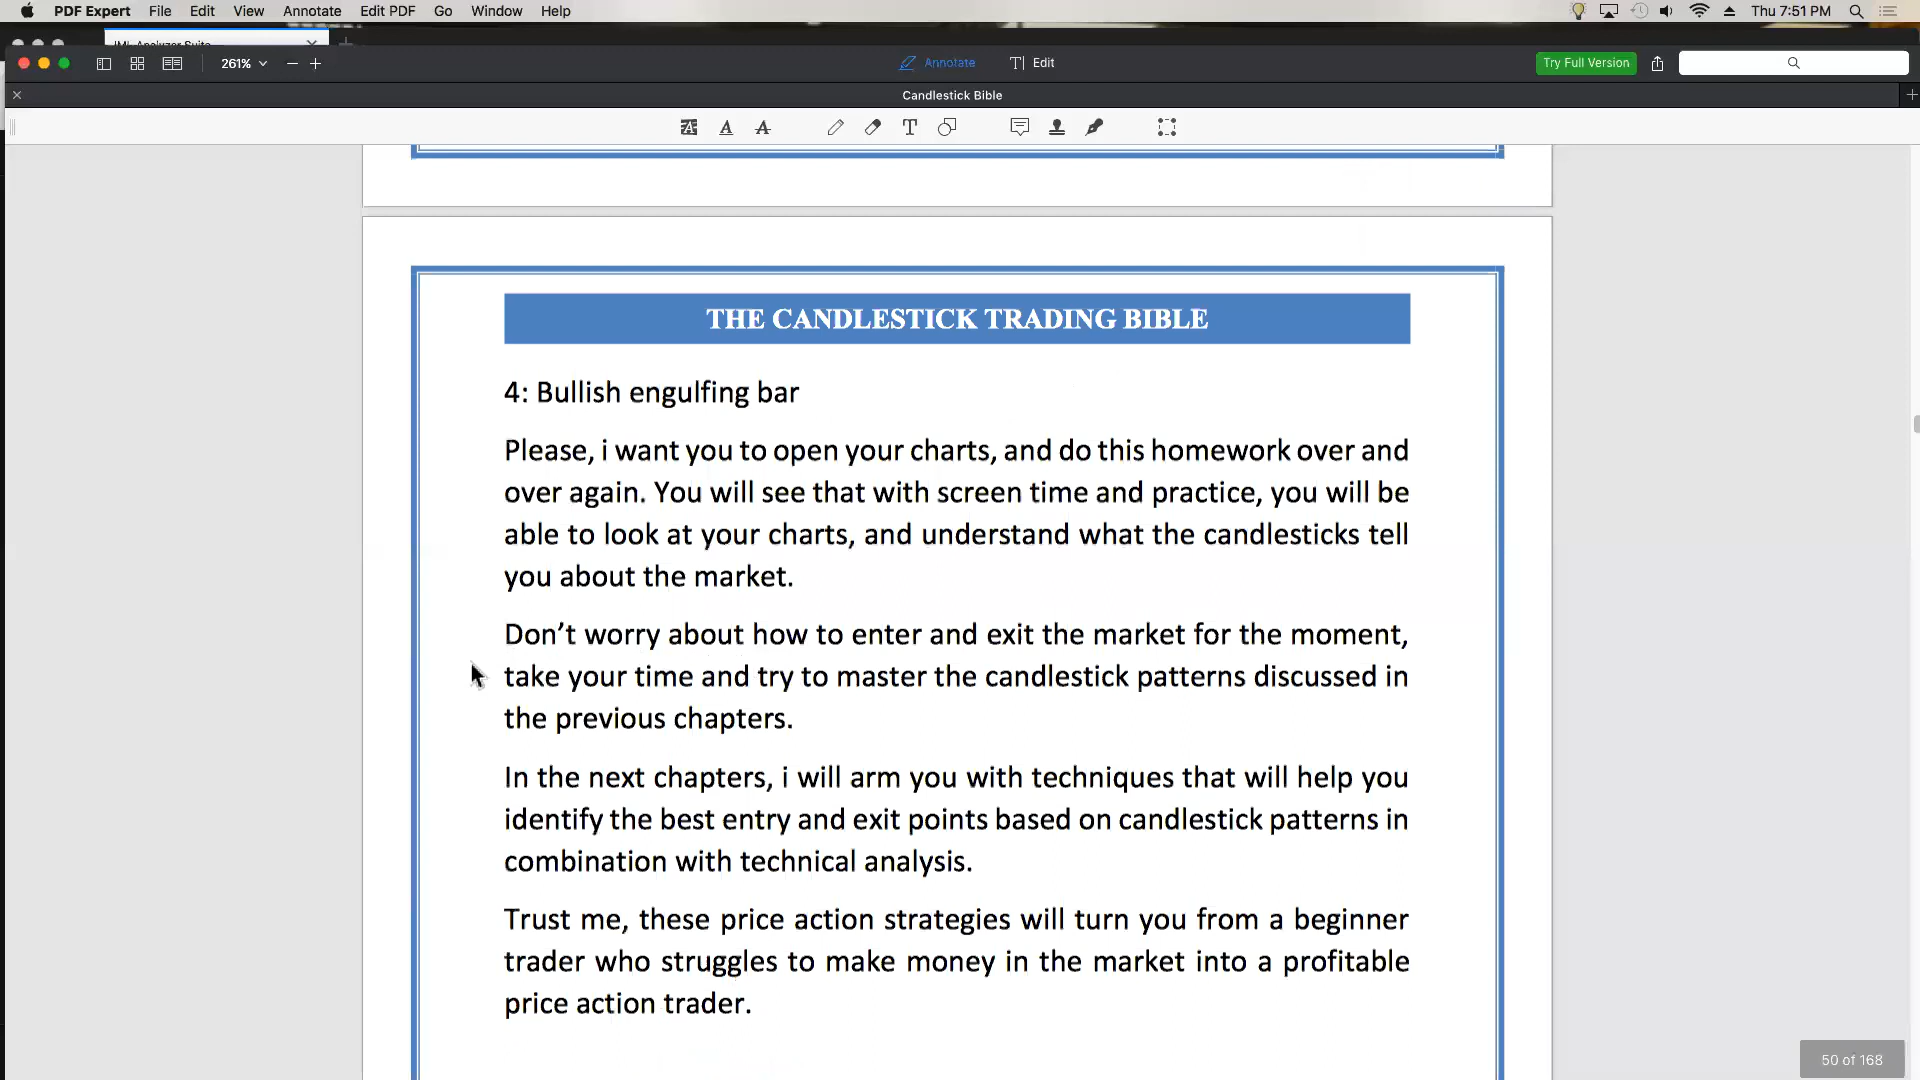 PDF Expert File Edit View Annotate Edit PDF Go Window Help Thu 7:51 PM
IML Analyzer Suite
261% Annotate T Edit Try Full Version
Candlestick Bible
THE CANDLESTICK TRADING BIBLE
4: Bullish engulfing bar
Please, i want you to open your charts, and do this homework over and
over again. You will see that with screen time and practice, you will be
able to look at your charts, and understand what the candlesticks tell
you about the market.
Don’t worry about how to enter and exit the market for the moment,
take your time and try to master the candlestick patterns discussed in
the previous chapters.
In the next chapters, i will arm you with techniques that will help you
identify the best entry and exit points based on candlestick patterns in
combination with technical analysis.
Trust me, these price action strategies will turn you from a beginner
trader who struggles to make money in the market into a profitable
price action trader.
50 of 168